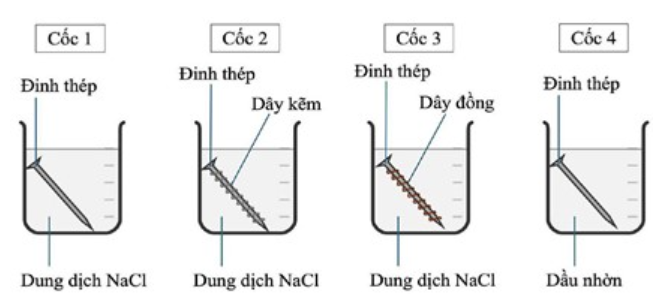 Cốc 1
Cốc 2
Cốc 3
Cốc 4
Đinh thép
Đinh thép
Dây kẽm
Đinh thép
Dây đồng
Đinh thép
Dung dịch NaCl
Dung dịch NaCl
Dung dịch NaCl
Dầu nhờn